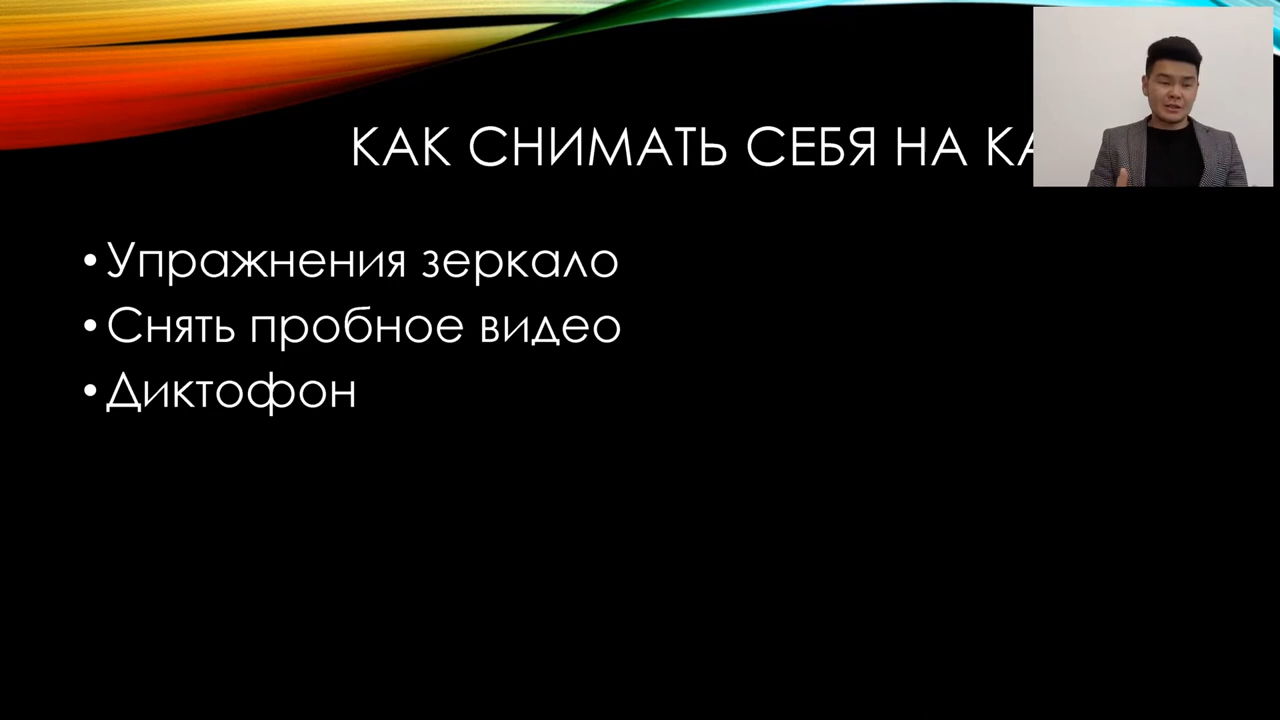 КАК СНИМАТЬ СЕБЯ НА
• Упражнения зеркало
• Снять пробное видео
• Диктофон